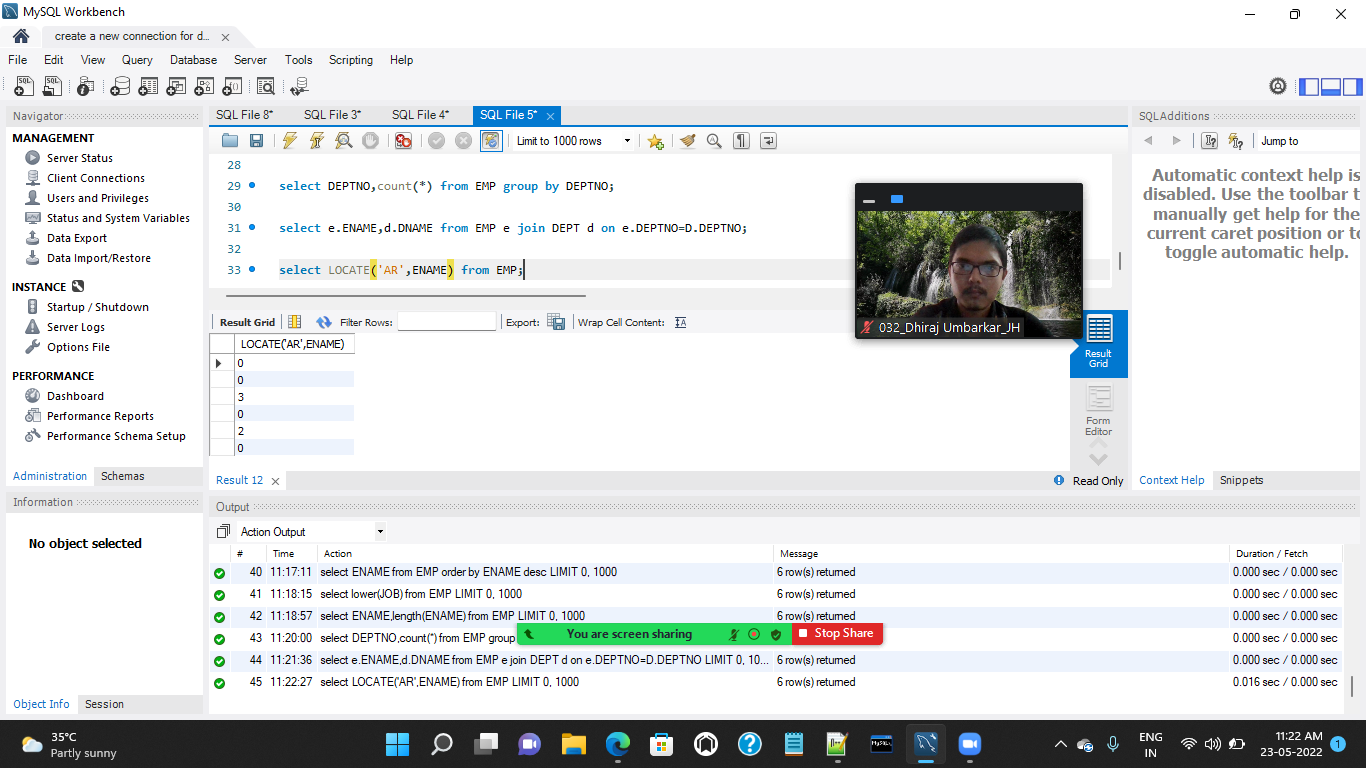 MySQL Workbench
create a new connection for d...
File Edit View Query Database Server Tools Scripting Help
Navigator
MANAGEMENT
Server Status
Client Connections
Users and Privileges
Status and System Variables
Data Export
Data Import/Restore
INSTANCE
Startup / Shutdown
Server Logs
Options File
PERFORMANCE
Dashboard
Performance Reports
Performance Schema Setup
Administration Schemas
Information
No object selected
Object Info Session
SQL File 8* SQL File 3* SQL File 4* SQL File 5*
Limit to 1000 rows
28
29 select DEPTNO,count(*) from EMP group by DEPTNO;
30
31 select e.ENAME,d.DNAME from EMP e join DEPT d on e.DEPTNO=D.DEPTNO;
32
33 select LOCATE('AR',ENAME) from EMP;
032_Dhiraj Umbarkar_JH
Result Grid Filter Rows: Export: Wrap Cell Content:
LOCATE('AR',ENAME)
0
0
3
0
2
0
Result Grid
Form Editor
Result 12 Read Only
SQLAdditions
Jump to
Automatic context help is
disabled. Use the toolbar t
manually get help for the
current caret position or to
toggle automatic help.
Context Help Snippets
Output
Action Output
# Time Action Message Duration / Fetch
40 11:17:11 select ENAME from EMP order by ENAME desc LIMIT 0, 1000 6 row(s) returned 0.000 sec / 0.000 sec
41 11:18:15 select lower(JOB) from EMP LIMIT 0, 1000 6 row(s) returned 0.000 sec / 0.000 sec
42 11:18:57 select ENAME,length(ENAME) from EMP LIMIT 0, 1000 6 row(s) returned 0.000 sec / 0.000 sec
43 11:20:00 select DEPTNO,count(*) from EMP group 0.000 sec / 0.000 sec
You are screen sharing Stop Share
44 11:21:36 select e.ENAME,d.DNAME from EMP e join DEPT d on e.DEPTNO=D.DEPTNO LIMIT 0, 10... 6 row(s) returned 0.000 sec / 0.000 sec
45 11:22:27 select LOCATE('AR',ENAME) from EMP LIMIT 0, 1000 6 row(s) returned 0.016 sec / 0.000 sec
35°C
Partly sunny
ENG
IN
11:22 AM
23-05-2022
1